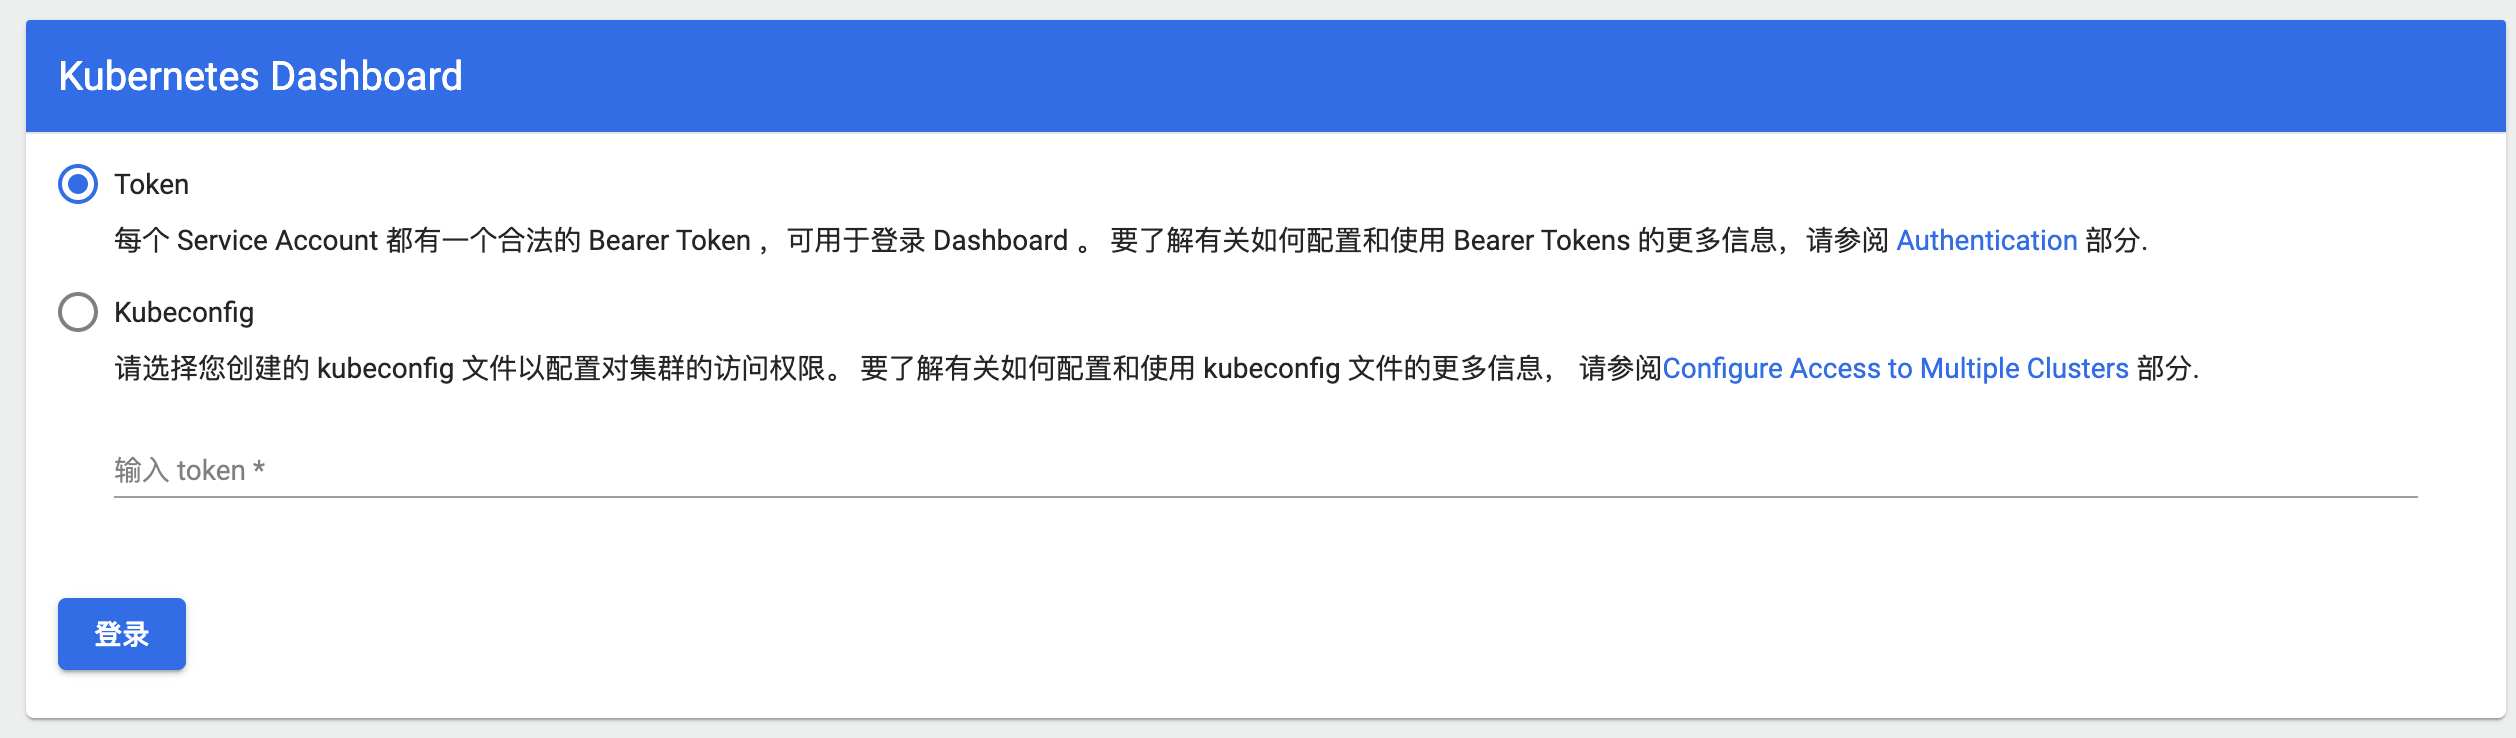 Kubernetes Dashboard
Token
每个 Service Account 都有一个合法的 Bearer Token ，可用于登录 Dashboard 。 要了解有关如何配置和使用 Bearer Tokens 的更多信息，请参阅 Authentication 部分.
Kubeconfig
请选择您创建的 kubeconfig 文件以配置对集群的访问权限。 要了解有关如何配置和使用 kubeconfig 文件的更多信息， 请参阅Configure Access to Multiple Clusters 部分.
输入 token *
登录